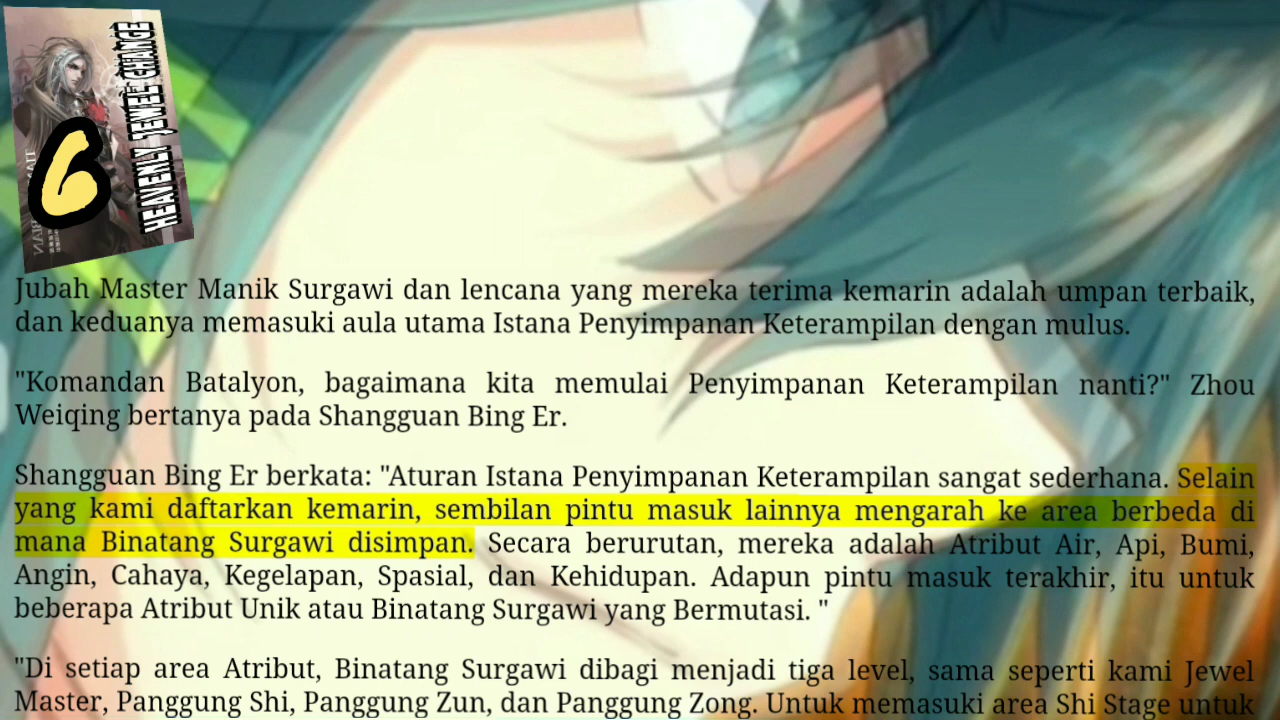 HEAVENLY JEWEL CHANGE
6
Jubah Master Manik Surgawi dan lencana yang mereka terima kemarin adalah umpan terbaik,
dan keduanya memasuki aula utama Istana Penyimpanan Keterampilan dengan mulus.
"Komandan Batalyon, bagaimana kita memulai Penyimpanan Keterampilan nanti?" Zhou
Weiqing bertanya pada Shangguan Bing Er.
Shangguan Bing Er berkata: "Aturan Istana Penyimpanan Keterampilan sangat sederhana. Selain
yang kami daftarkan kemarin, sembilan pintu masuk lainnya mengarah ke area berbeda di
mana Binatang Surgawi disimpan. Secara berurutan, mereka adalah Atribut Air, Api, Bumi,
Angin, Cahaya, Kegelapan, Spasial, dan Kehidupan. Adapun pintu masuk terakhir, itu untuk
beberapa Atribut Unik atau Binatang Surgawi yang Bermutasi. "
"Di setiap area Atribut, Binatang Surgawi dibagi menjadi tiga level, sama seperti kami Jewel
Master, Panggung Shi, Panggung Zun, dan Panggung Zong. Untuk memasuki area Shi Stage untuk